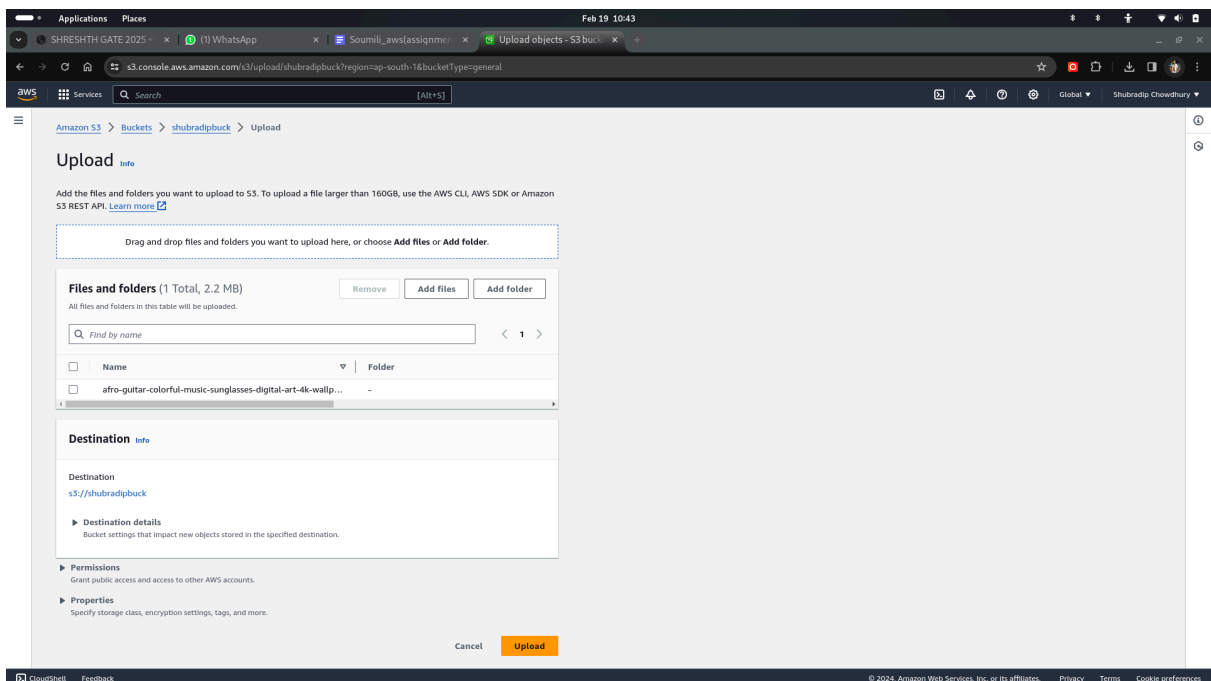 Applications Places Feb 19 10:43
SHRESHTH GATE 2025 - (1) WhatsApp Soumili_aws(assignmen Upload objects - S3 buck
s3.console.aws.amazon.com/s3/upload/shubradipbuck?region=ap-south-1&bucketType=general
aws Services Search [Alt+S] Global Shubradip Chowdhury
Amazon S3 > Buckets > shubradipbuck > Upload
Upload Info
Add the files and folders you want to upload to S3. To upload a file larger than 160GB, use the AWS CLI, AWS SDK or Amazon
S3 REST API. Learn more
Drag and drop files and folders you want to upload here, or choose Add files or Add folder.
Files and folders (1 Total, 2.2 MB) Remove Add files Add folder
All files and folders in this table will be uploaded.
Find by name < 1 >
Name Folder
afro-guitar-colorful-music-sunglasses-digital-art-4k-wallp... -
Destination Info
Destination
s3://shubradipbuck
Destination details
Bucket settings that impact new objects stored in the specified destination.
Permissions
Grant public access and access to other AWS accounts.
Properties
Specify storage class, encryption settings, tags, and more.
Cancel Upload
CloudShell Feedback © 2024, Amazon Web Services, Inc. or its affiliates. Privacy Terms Cookie preferences